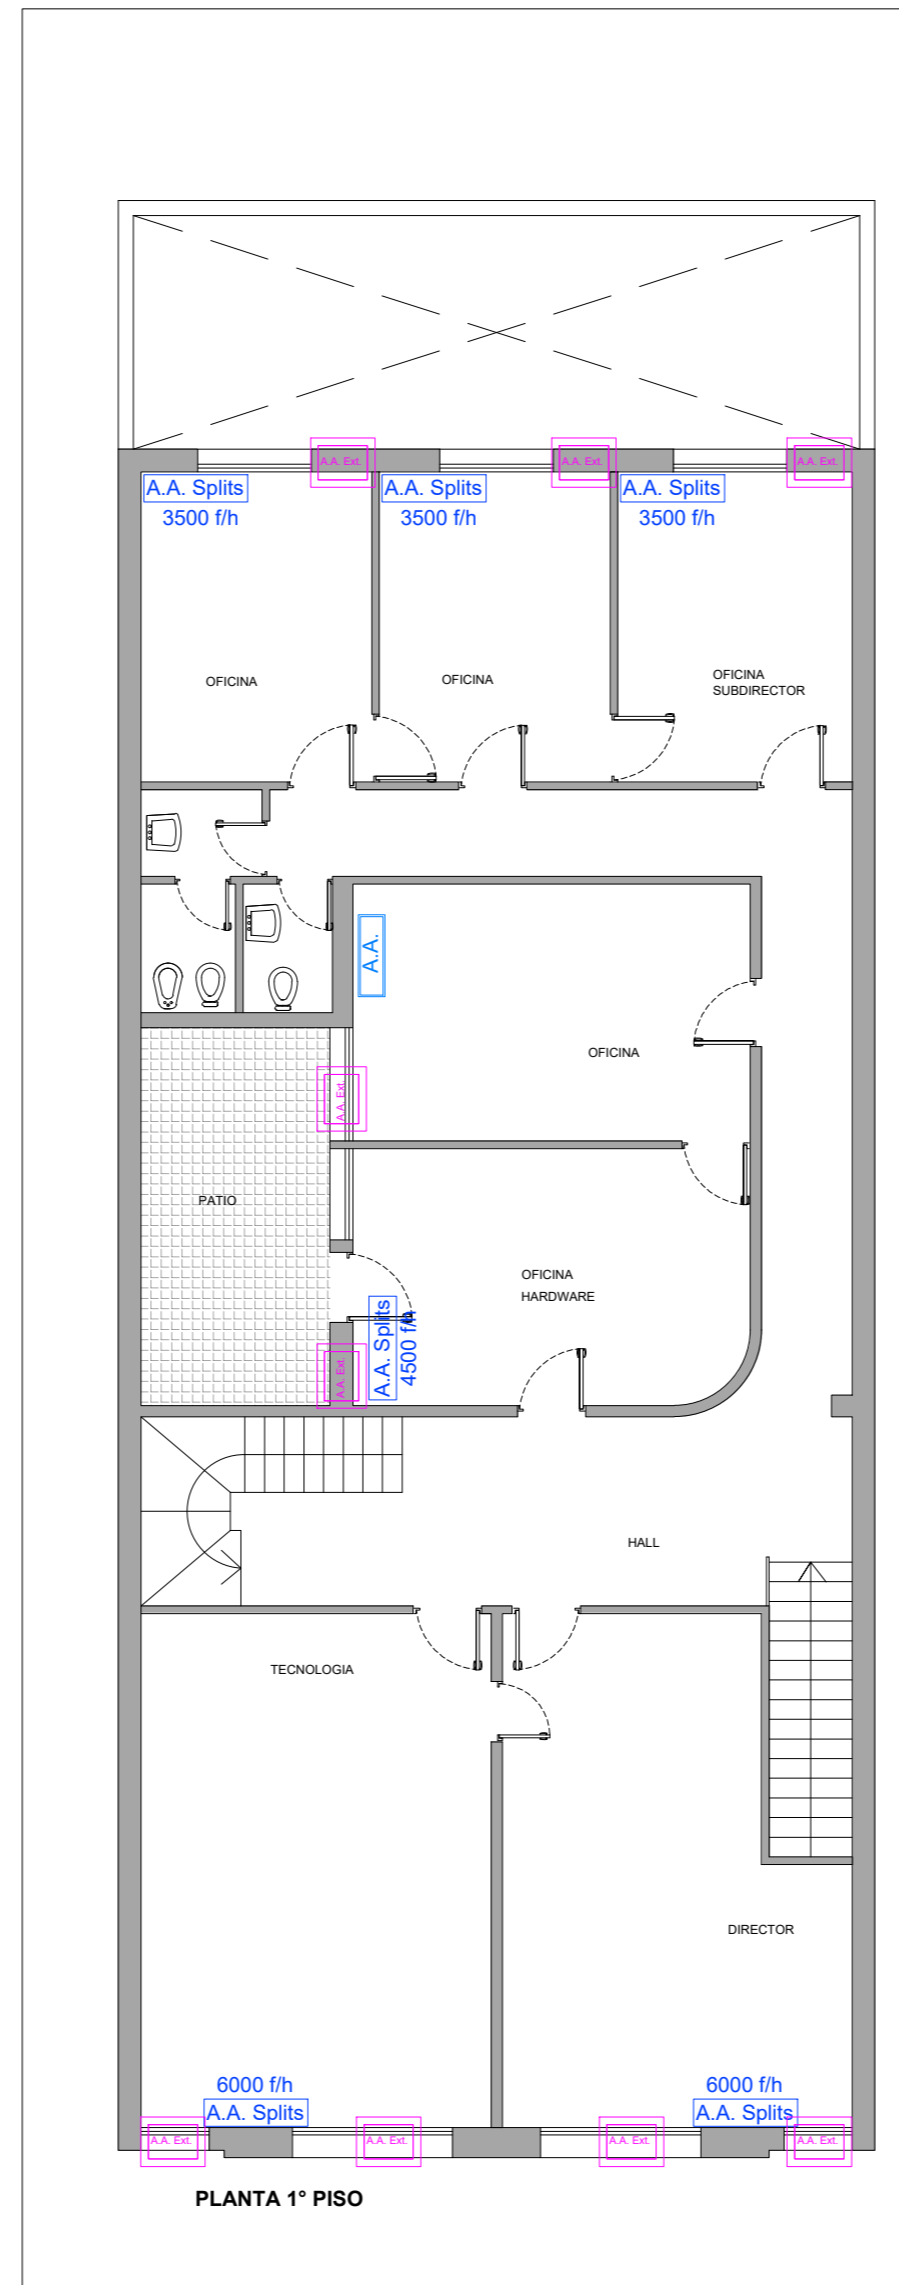 A.A. Ext.
A.A. Ext.
A.A. Ext.
A.A. Splits
3500 f/h
A.A. Splits
3500 f/h
A.A. Splits
3500 f/h
OFICINA
OFICINA
OFICINA
SUBDIRECTOR
A.A.
OFICINA
A.A. Ext.
PATIO
OFICINA
HARDWARE
A.A. Splits
4500 f/h
A.A. Ext.
HALL
TECNOLOGIA
DIRECTOR
6000 f/h
A.A. Splits
6000 f/h
A.A. Splits
A.A. Ext.
A.A. Ext.
A.A. Ext.
A.A. Ext.
PLANTA 1° PISO